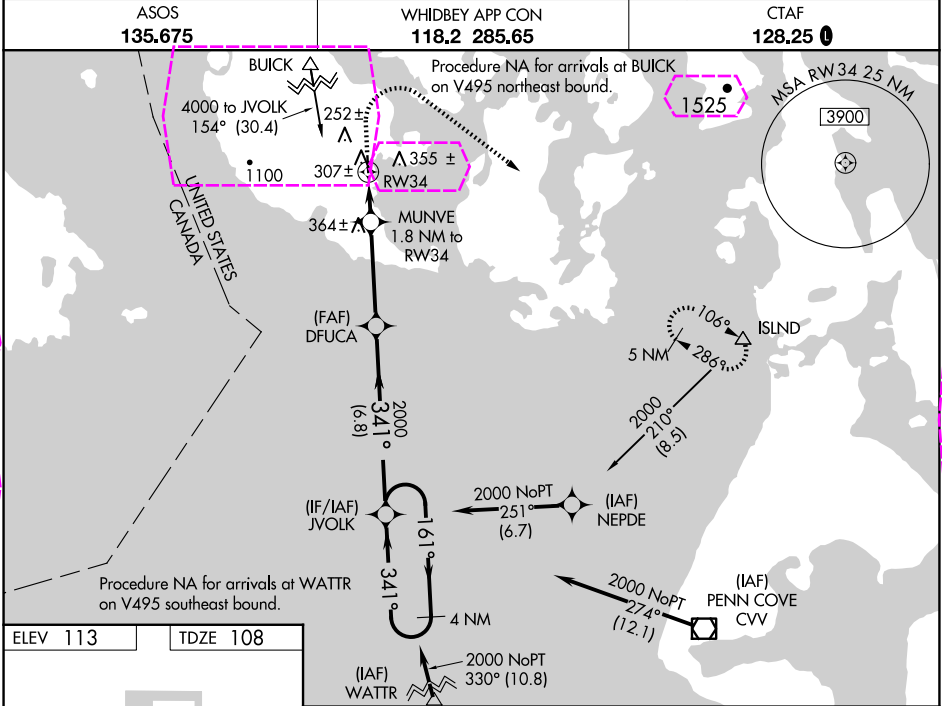 ASOS
135.675
WHIDBEY APP CON
118.2 285.65
CTAF
128.25 L
BUICK
4000 to JVOLK
154° (30.4)
252 ±
1100
307 ±
355 ±
RW34
Procedure NA for arrivals at BUICK
on V495 northeast bound.
1525
MSA RW34 25 NM
3900
UNITED STATES
CANADA
364 ±
MUNVE
1.8 NM to
RW34
(FAF)
DFUCA
106°
ISLND
5 NM
286°
2000
341°
(6.8)
2000
210°
(8.5)
(IF/IAF)
JVOLK
2000 NoPT
251°
(6.7)
(IAF)
NEPDE
161°
341°
4 NM
Procedure NA for arrivals at WATTR
on V495 southeast bound.
2000 NoPT
274°
(12.1)
(IAF)
PENN COVE
CVV
ELEV 113
TDZE 108
(IAF)
WATTR
2000 NoPT
330° (10.8)